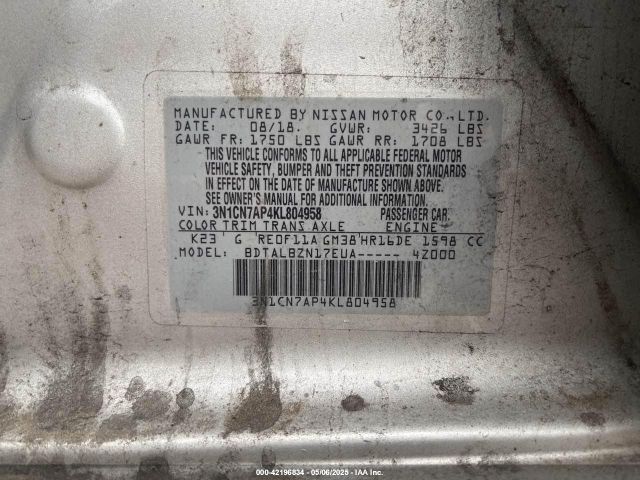 MANUFACTURED BY NISSAN MOTOR CO.,LTD.
DATE: 08/18. GVWR: 3426 LBS
GAWR FR: 1750 LBS GAWR RR: 1708 LBS
THIS VEHICLE CONFORMS TO ALL APPLICABLE FEDERAL MOTOR
VEHICLE SAFETY, BUMPER AND THEFT PREVENTION STANDARDS
IN EFFECT ON THE DATE OF MANUFACTURE SHOWN ABOVE.
SEE OWNER'S MANUAL FOR ADDITIONAL INFORMATION.
VIN: 3N1CN7AP4KL804958 PASSENGER CAR.
COLOR TRIM TRANS AXLE ENGINE
K23 G RE0F11A GM38 HR16DE 1598 CC
MODEL: BDTALBZN17EUA----- 4Z000
3N1CN7AP4KL804958
000-42196834 - 05/06/2025 - IAA Inc.